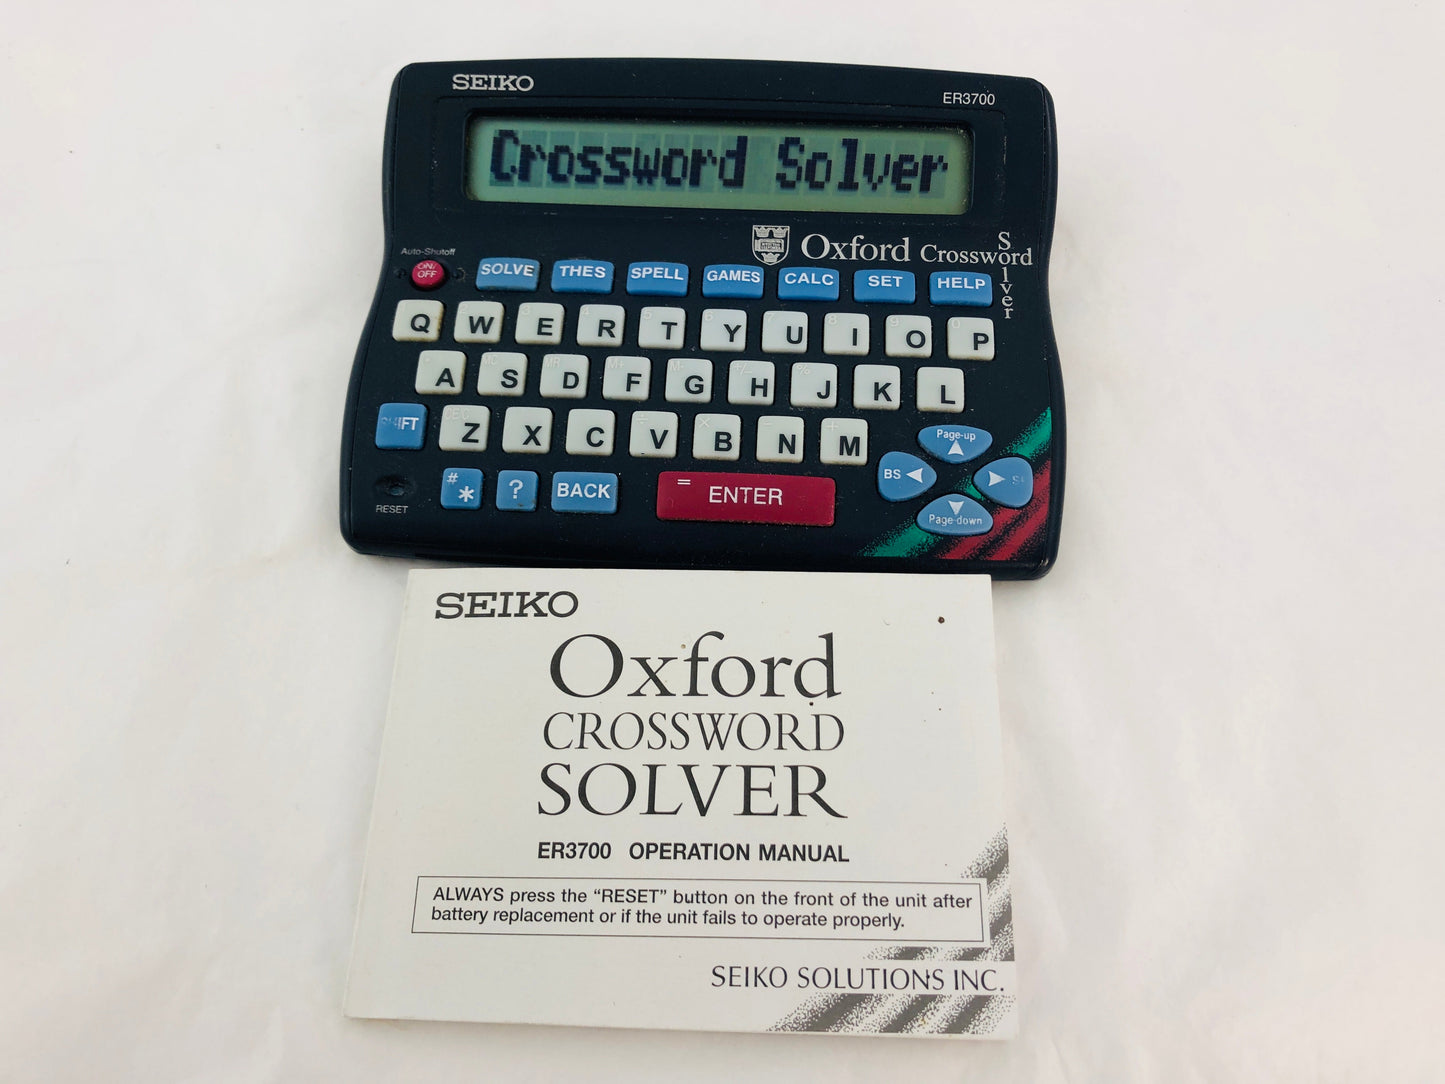 SEIKO
ER3700
Crossword Solver
Oxford Crossword
Solver
Auto-Shutoff
ON/
OFF
SOLVE THES SPELL GAMES CALC SET HELP
Q W E R T Y U I O P
A S D F G H J K L
SHIFT Z X C V B N M
Page-up
BS
Page-down
# * ? BACK = ENTER
RESET
SEIKO
Oxford
CROSSWORD
SOLVER
ER3700 OPERATION MANUAL
ALWAYS press the “RESET” button on the front of the unit after
battery replacement or if the unit fails to operate properly.
SEIKO SOLUTIONS INC.